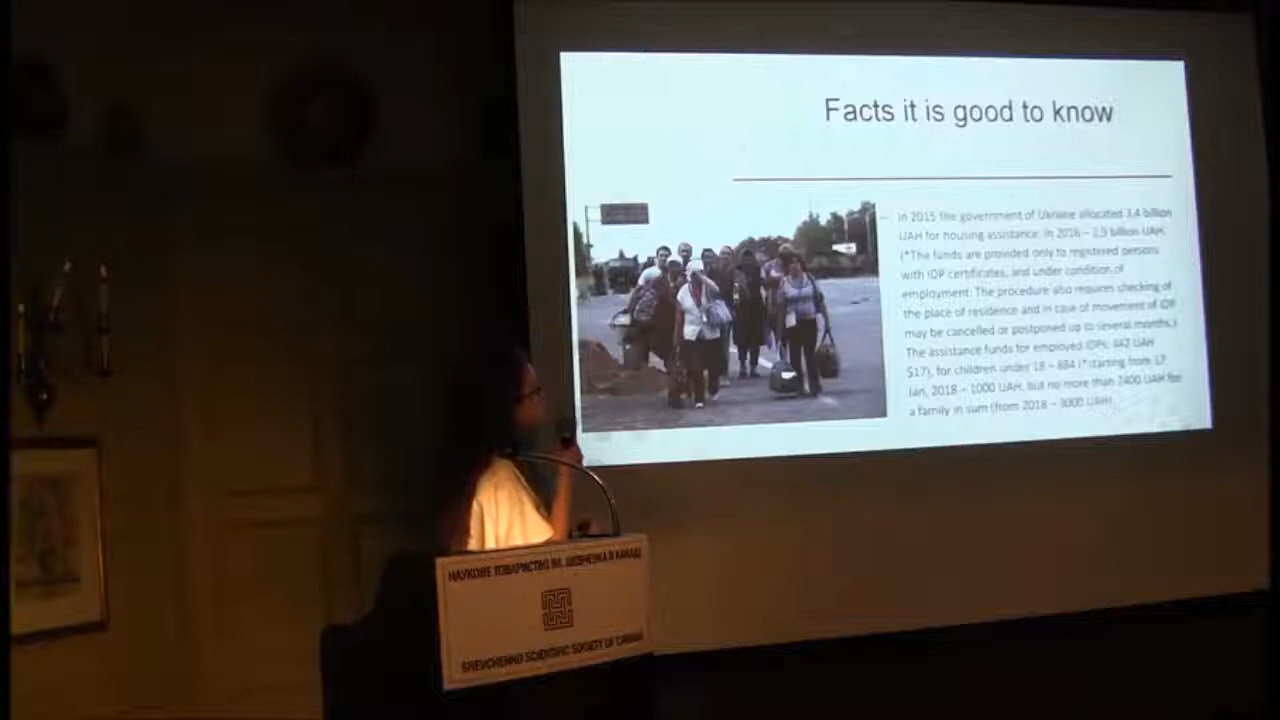 Facts it is good to know
– In 2015 the government of Ukraine allocated 3,4 billion
UAH for housing assistance. In 2016 – 2,9 billion UAH.
(*The funds are provided only to registered persons
with IDP certificates, and under condition of
employment. The procedure also requires checking of
the place of residence and in case of movement of IDP
may be cancelled or postponed up to several months.)
The assistance funds for employed IDPs: 442 UAH
$17), for children under 18 – 884 (*starting from 17
Jan, 2018 – 1000 UAH, but no more than 2400 UAH for
a family in sum (from 2018 – 3000 UAH).
НАУКОВЕ ТОВАРИСТВО ІМ. ШЕВЧЕНКА В КАНАДІ
SHEVCHENKO SCIENTIFIC SOCIETY OF CANADA